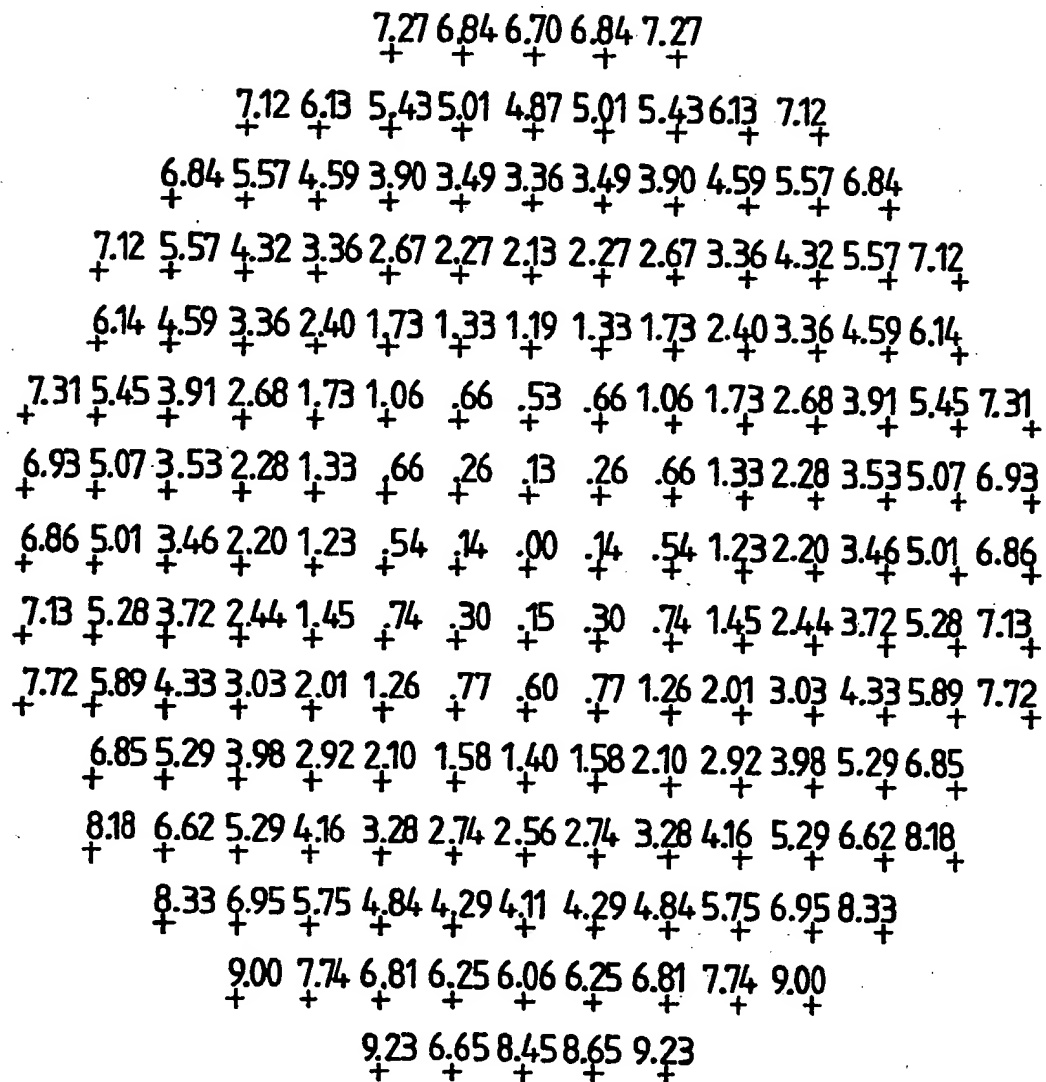 7.27 6.84 6.70 6.84 7.27
7.12 6.13 5.43 5.01 4.87 5.01 5.43 6.13 7.12
6.84 5.57 4.59 3.90 3.49 3.36 3.49 3.90 4.59 5.57 6.84
7.12 5.57 4.32 3.36 2.67 2.27 2.13 2.27 2.67 3.36 4.32 5.57 7.12
6.14 4.59 3.36 2.40 1.73 1.33 1.19 1.33 1.73 2.40 3.36 4.59 6.14
7.31 5.45 3.91 2.68 1.73 1.06 .66 .53 .66 1.06 1.73 2.68 3.91 5.45 7.31
6.93 5.07 3.53 2.28 1.33 .66 .26 .13 .26 .66 1.33 2.28 3.53 5.07 6.93
6.86 5.01 3.46 2.20 1.23 .54 .14 .00 .14 .54 1.23 2.20 3.46 5.01 6.86
7.13 5.28 3.72 2.44 1.45 .74 .30 .15 .30 .74 1.45 2.44 3.72 5.28 7.13
7.72 5.89 4.33 3.03 2.01 1.26 .77 .60 .77 1.26 2.01 3.03 4.33 5.89 7.72
6.85 5.29 3.98 2.92 2.10 1.58 1.40 1.58 2.10 2.92 3.98 5.29 6.85
8.18 6.62 5.29 4.16 3.28 2.74 2.56 2.74 3.28 4.16 5.29 6.62 8.18
8.33 6.95 5.75 4.84 4.29 4.11 4.29 4.84 5.75 6.95 8.33
9.00 7.74 6.81 6.25 6.06 6.25 6.81 7.74 9.00
9.23 6.65 8.45 8.65 9.23